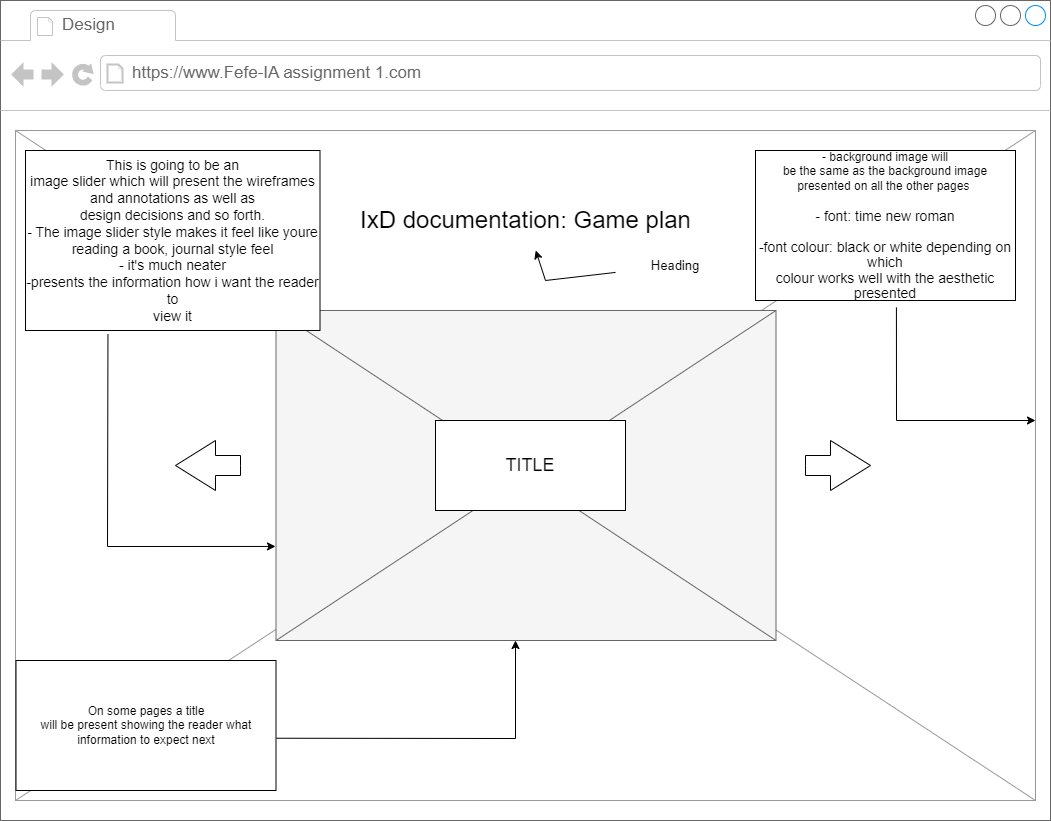 Design
https://www.Fefe-IA assignment 1.com
This is going to be an
image slider which will present the wireframes
and annotations as well as
design decisions and so forth.
- The image slider style makes it feel like youre
reading a book, journal style feel
- it's much neater
-presents the information how i want the reader
to
view it
IxD documentation: Game plan
Heading
- background image will
be the same as the background image
presented on all the other pages
- font: time new roman
-font colour: black or white depending on
which
colour works well with the aesthetic
presented
TITLE
On some pages a title
will be present showing the reader what
information to expect next